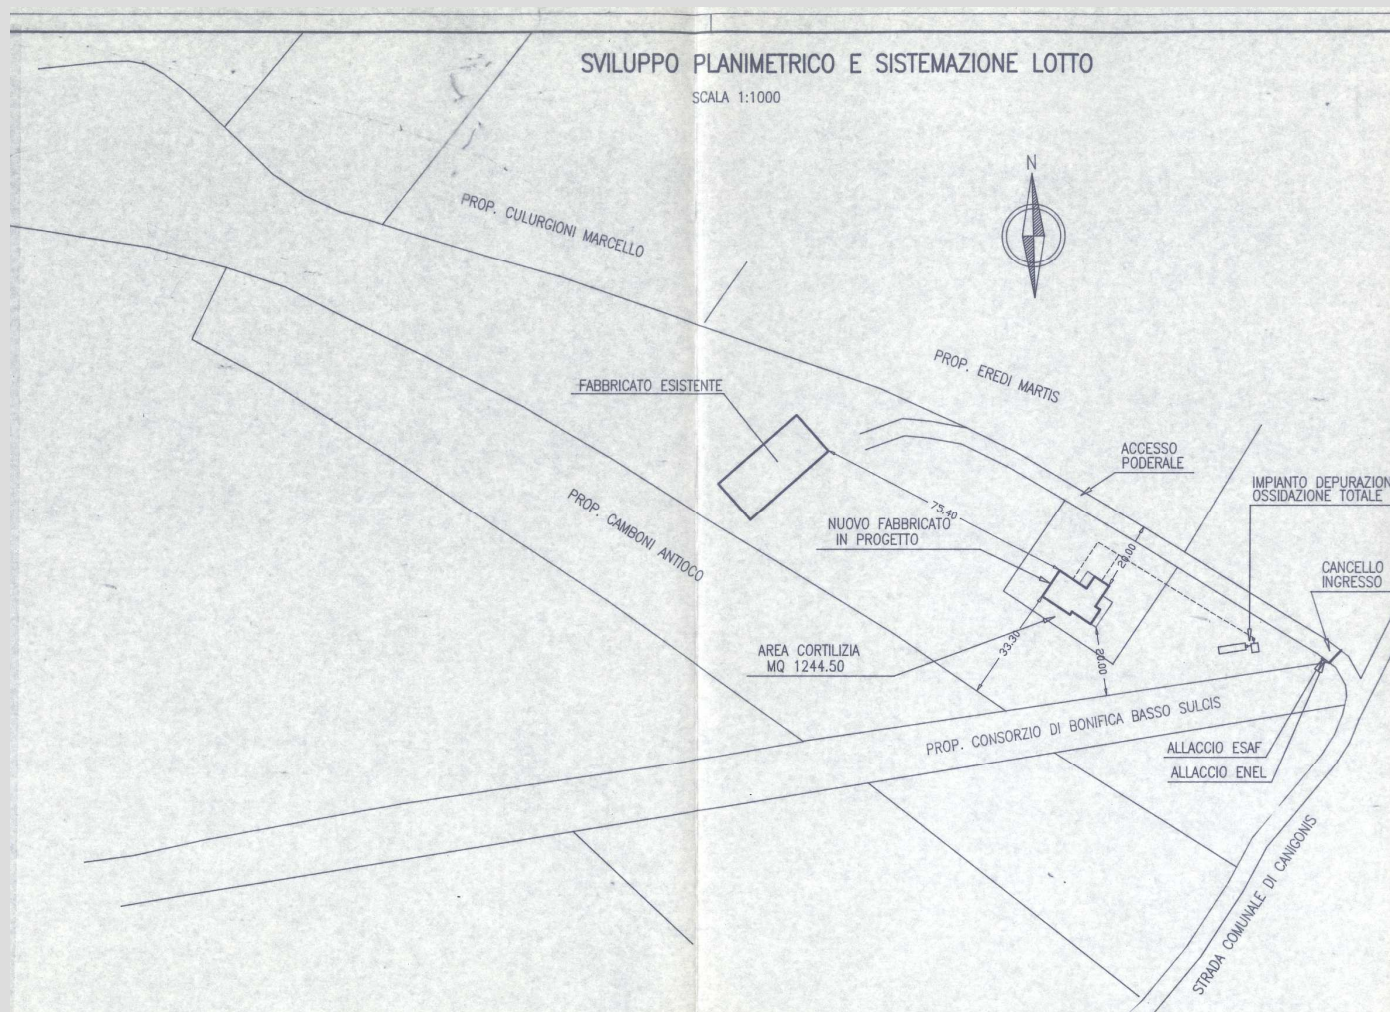 SVILUPPO PLANIMETRICO E SISTEMAZIONE LOTTO
SCALA 1:1000
N
PROP. CULURGIONI MARCELLO
PROP. EREDI MARTIS
FABBRICATO ESISTENTE
ACCESSO
PODERALE
IMPIANTO DEPURAZION
OSSIDAZIONE TOTALE
PROP. CAMBONI ANTIOCO
75.40
NUOVO FABBRICATO
IN PROGETTO
20.00
CANCELLO
INGRESSO
AREA CORTILIZIA
MQ 1244.50
33.30
20.00
PROP. CONSORZIO DI BONIFICA BASSO SULCIS
ALLACCIO ESAF
ALLACCIO ENEL
STRADA COMUNALE DI CANIGONIS